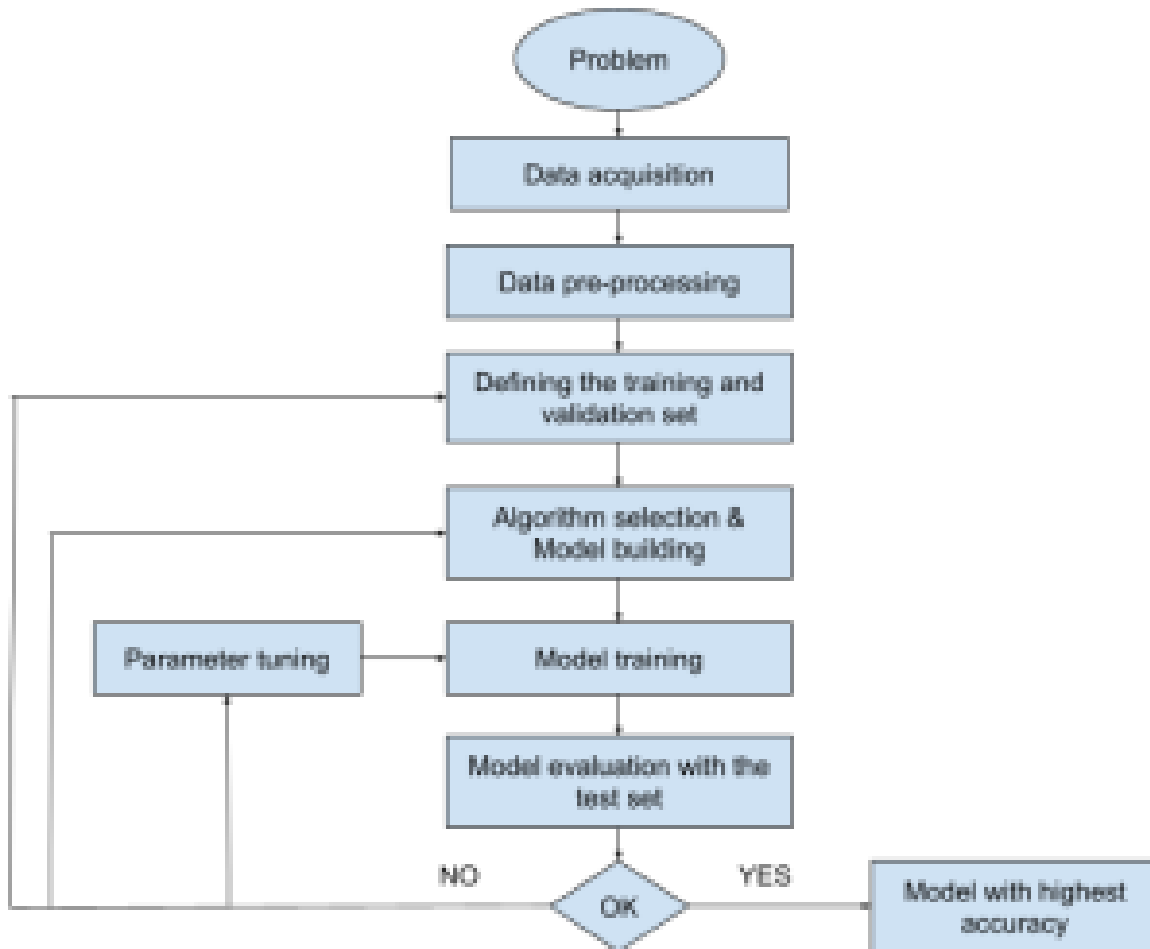 Problem
Data acquisition
Data pre-processing
Defining the training and
validation set
Algorithm selection &
Model building
Parameter tuning
Model training
Model evaluation with the
test set
NO
YES
OK
Model with highest
accuracy